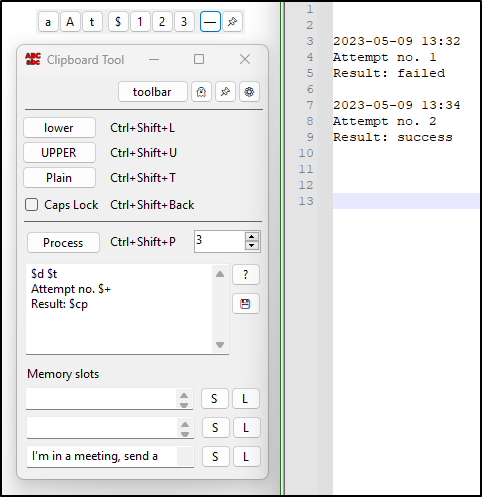 a A t $ 1 2 3 —
ABC
abc
Clipboard Tool
toolbar
lower Ctrl+Shift+L
UPPER Ctrl+Shift+U
Plain Ctrl+Shift+T
Caps Lock Ctrl+Shift+Back
Process Ctrl+Shift+P 3
$d $t
Attempt no. $+
Result: $cp
?
Memory slots
S L
S L
I'm in a meeting, send a S L
1
2
3 2023-05-09 13:32
4 Attempt no. 1
5 Result: failed
6
7 2023-05-09 13:34
8 Attempt no. 2
9 Result: success
10
11
12
13